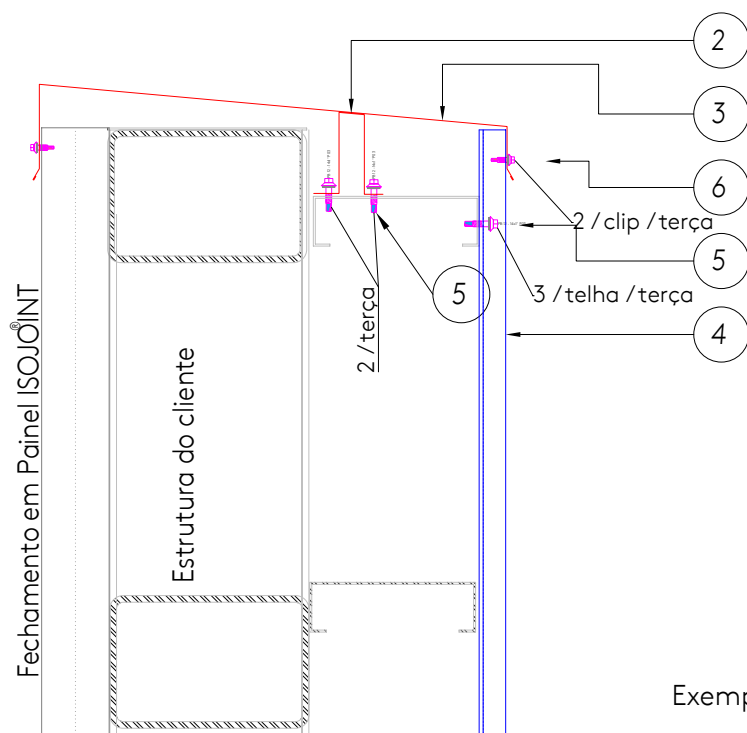 2
3
6
2 /clip /terça
5
3 /telha /terça
5
4
2 /terça
Fechamento em Painel ISOJOINT®
Estrutura do cliente
Exemp